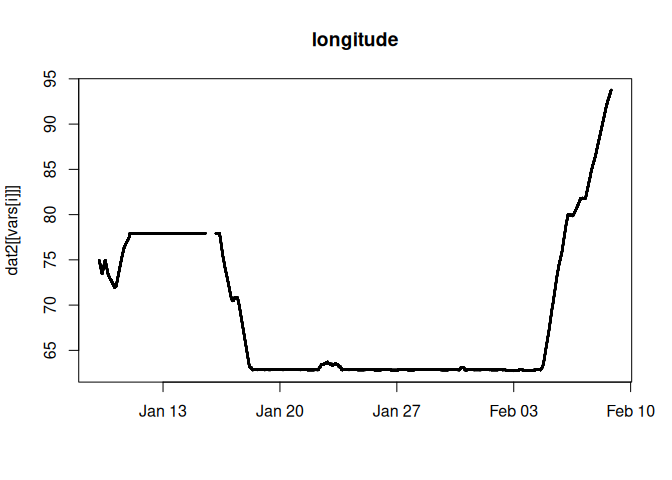 longitude
dat2[[vars[i]]]
95
90
85
80
75
70
65
Jan 13
Jan 20
Jan 27
Feb 03
Feb 10